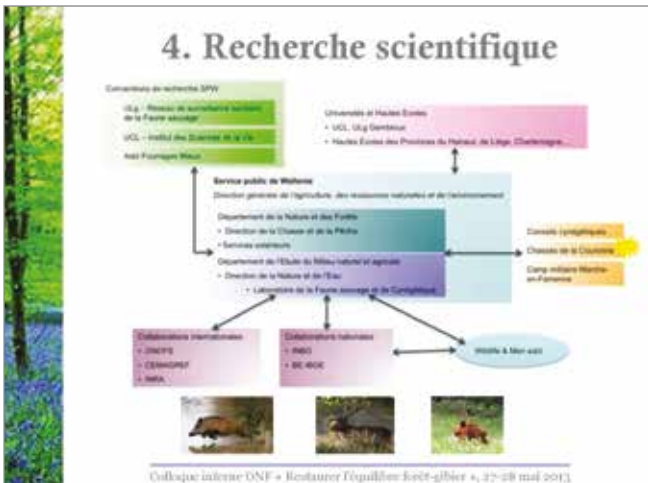 4. Recherche scientifique
Conventions de recherche SPW
ULg – Réseau de surveillance sanitaire
de la Faune sauvage
UCL – Institut des Sciences de la Vie
Asbl Fourrages Mieux
Universités et Hautes Ecoles
• UCL, ULg Gembloux
• Hautes Ecoles des Provinces du Hainaut, de Liège, Charlemagne...
Service public de Wallonie
Direction générale de l'agriculture, des ressources naturelles et de l'environnement
Département de la Nature et des Forêts
• Direction de la Chasse et de la Pêche
• Services extérieurs
Département de l'Etude du Milieu naturel et agricole
• Direction de la Nature et de l'Eau
• Laboratoire de la Faune sauvage et de Cynégétique
Conseils cynégétiques
Chasses de la Couronne
Camp militaire Marche-
en-Famenne
Collaborations internationales
• ONCFS
• CEMAGREF
• INRA
Collaborations nationales
• INBO
Wildlife & Man asbl
Colloque interne ONF « Restaurer l'équilibre forêt-gibier », 27-28 mai 2013